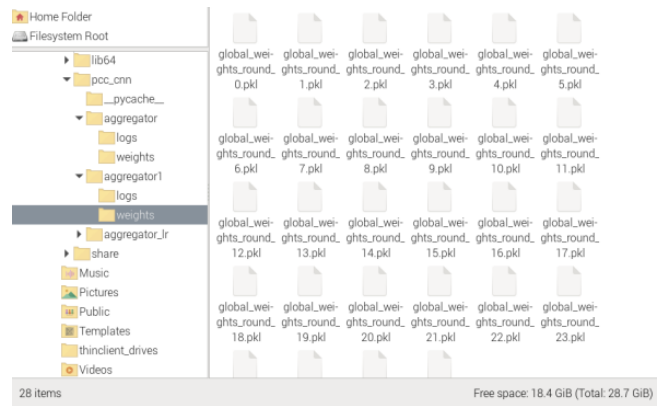 Home Folder
Filesystem Root
lib64
pcc_cnn
__pycache__
aggregator
logs
weights
aggregator1
logs
weights
aggregator_lr
share
Music
Pictures
Public
Templates
thinclient_drives
Videos
global_wei- global_wei- global_wei- global_wei- global_wei- global_wei-
ghts_round_ ghts_round_ ghts_round_ ghts_round_ ghts_round_ ghts_round_
0.pkl 1.pkl 2.pkl 3.pkl 4.pkl 5.pkl
global_wei- global_wei- global_wei- global_wei- global_wei- global_wei-
ghts_round_ ghts_round_ ghts_round_ ghts_round_ ghts_round_ ghts_round_
6.pkl 7.pkl 8.pkl 9.pkl 10.pkl 11.pkl
global_wei- global_wei- global_wei- global_wei- global_wei- global_wei-
ghts_round_ ghts_round_ ghts_round_ ghts_round_ ghts_round_ ghts_round_
12.pkl 13.pkl 14.pkl 15.pkl 16.pkl 17.pkl
global_wei- global_wei- global_wei- global_wei- global_wei- global_wei-
ghts_round_ ghts_round_ ghts_round_ ghts_round_ ghts_round_ ghts_round_
18.pkl 19.pkl 20.pkl 21.pkl 22.pkl 23.pkl
28 items
Free space: 18.4 GiB (Total: 28.7 GiB)